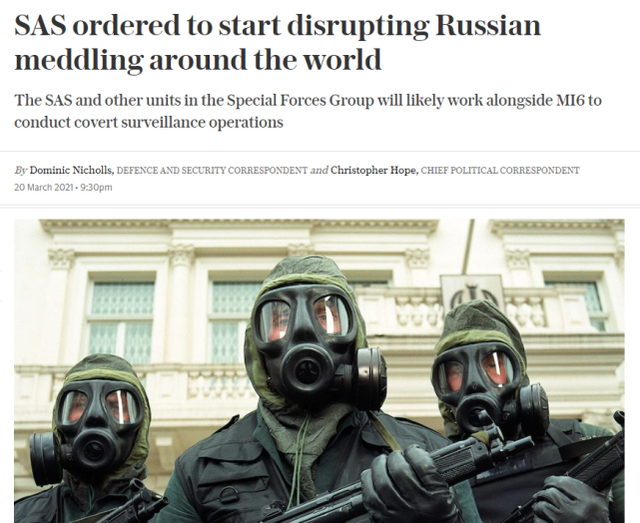 SAS ordered to start disrupting Russian
meddling around the world
The SAS and other units in the Special Forces Group will likely work alongside MI6 to
conduct covert surveillance operations
By Dominic Nicholls, DEFENCE AND SECURITY CORRESPONDENT and Christopher Hope, CHIEF POLITICAL CORRESPONDENT
20 March 2021 • 9:30pm